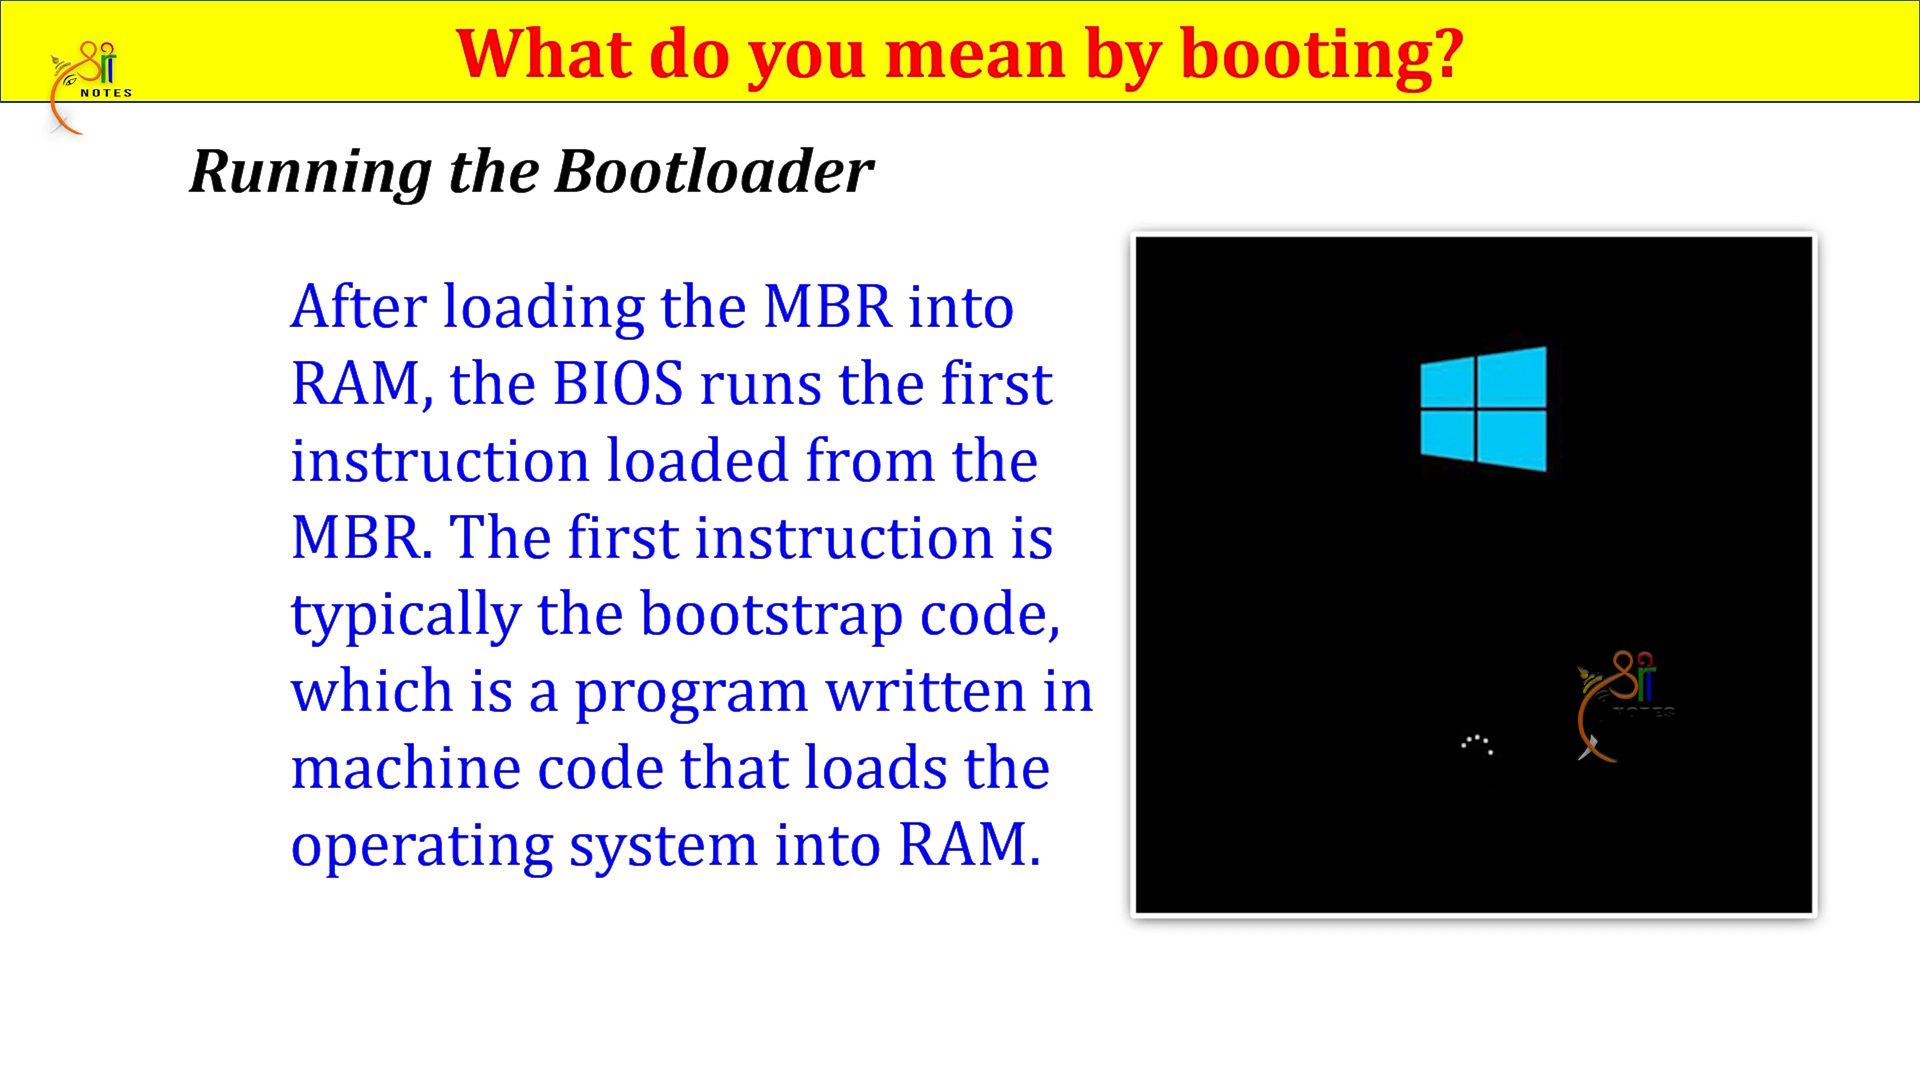 What do you mean by booting?
श्री
NOTES
Running the Bootloader
After loading the MBR into
RAM, the BIOS runs the first
instruction loaded from the
MBR. The first instruction is
typically the bootstrap code,
which is a program written in
machine code that loads the
operating system into RAM.
श्री
NOTES